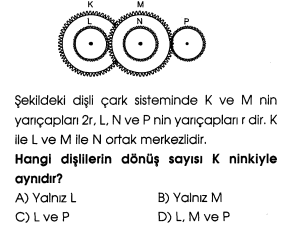 K M
L N P
Şekildeki dişli çark sisteminde K ve M nin
yarıçapları 2r, L, N ve P nin yarıçapları r dir. K
ile L ve M ile N ortak merkezlidir.
Hangi dişlilerin dönüş sayısı K ninkiyle
aynıdır?
A) Yalnız L B) Yalnız M
C) L ve P D) L, M ve P